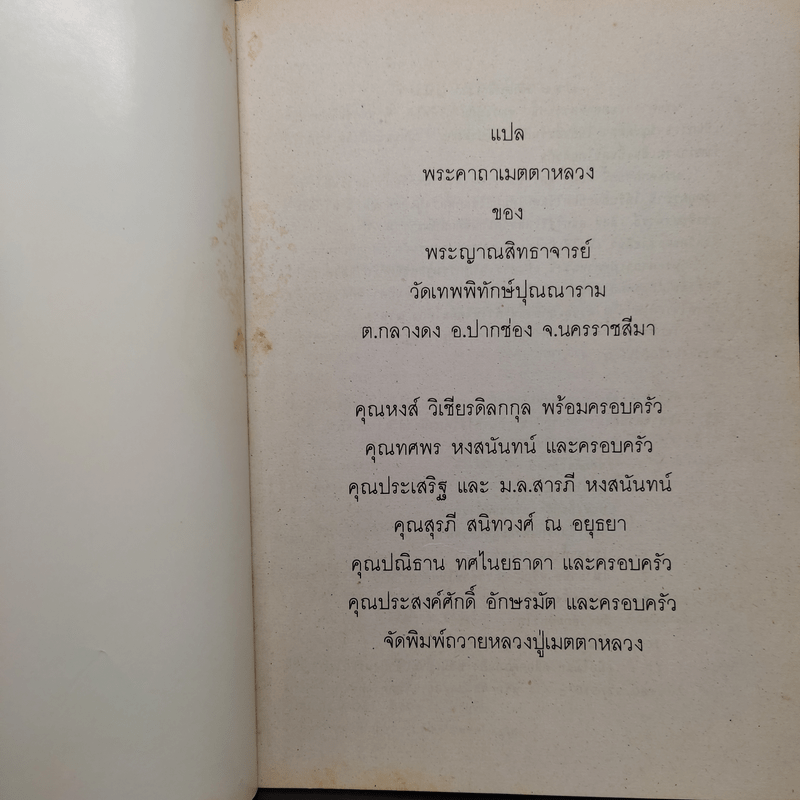 แปล
พระคาถาเมตตาหลวง
ของ
พระญาณสิทธาจารย์
วัดเทพพิทักษ์ปุณณาราม
ต.กลางดง อ.ปากช่อง จ.นครราชสีมา
คุณหงส์ วิเชียรดิลกกุล พร้อมครอบครัว
คุณทศพร หงสนันทน์ และครอบครัว
คุณประเสริฐ และ ม.ล.สารภี หงสนันทน์
คุณสุรภี สนิทวงศ์ ณ อยุธยา
คุณปณิธาน ทศไนยธาดา และครอบครัว
คุณประสงค์ศักดิ์ อักษรมัต และครอบครัว
จัดพิมพ์ถวายหลวงปู่เมตตาหลวง